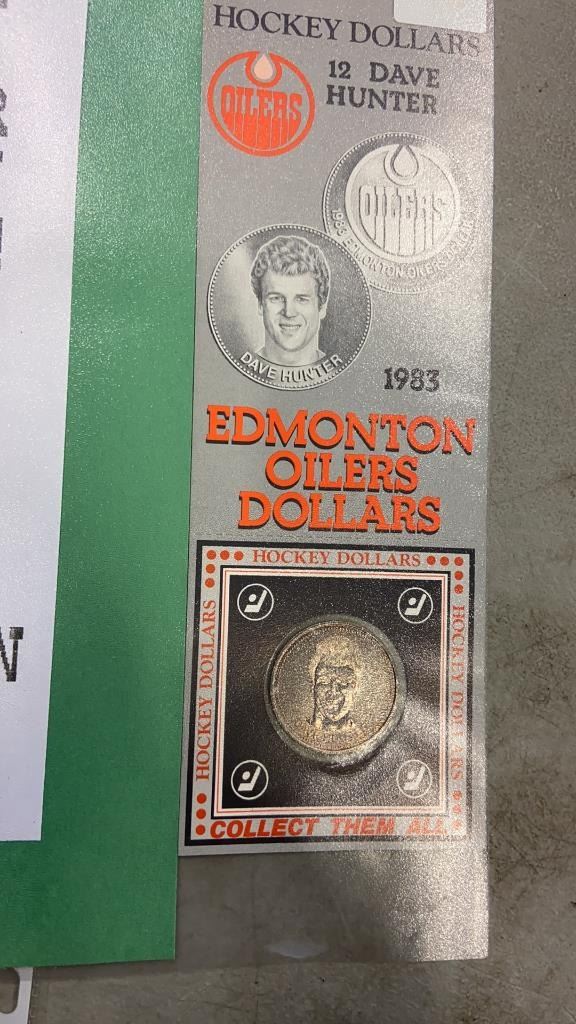 HOCKEY DOLLARS
OILERS
12 DAVE
HUNTER
OILERS
1983 EDMONTON OILERS
DAVE HUNTER
1983
EDMONTON
OILERS
DOLLARS
HOCKEY DOLLARS
HOCKEY DOLLARS
HOCKEY DOLLARS
COLLECT THEM ALL
N